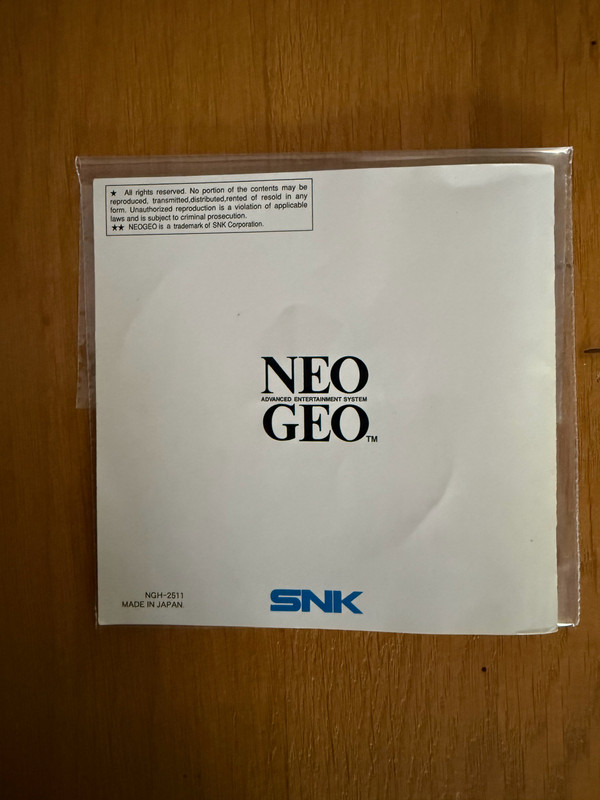 ★ All rights reserved. No portion of the contents may be
reproduced, transmitted,distributed,rented of resold in any
form. Unauthorized reproduction is a violation of applicable
laws and is subject to criminal prosecution.
★★ NEOGEO is a trademark of SNK Corporation.
NEO
ADVANCED ENTERTAINMENT SYSTEM
GEO TM
NGH-2511
MADE IN JAPAN
SNK